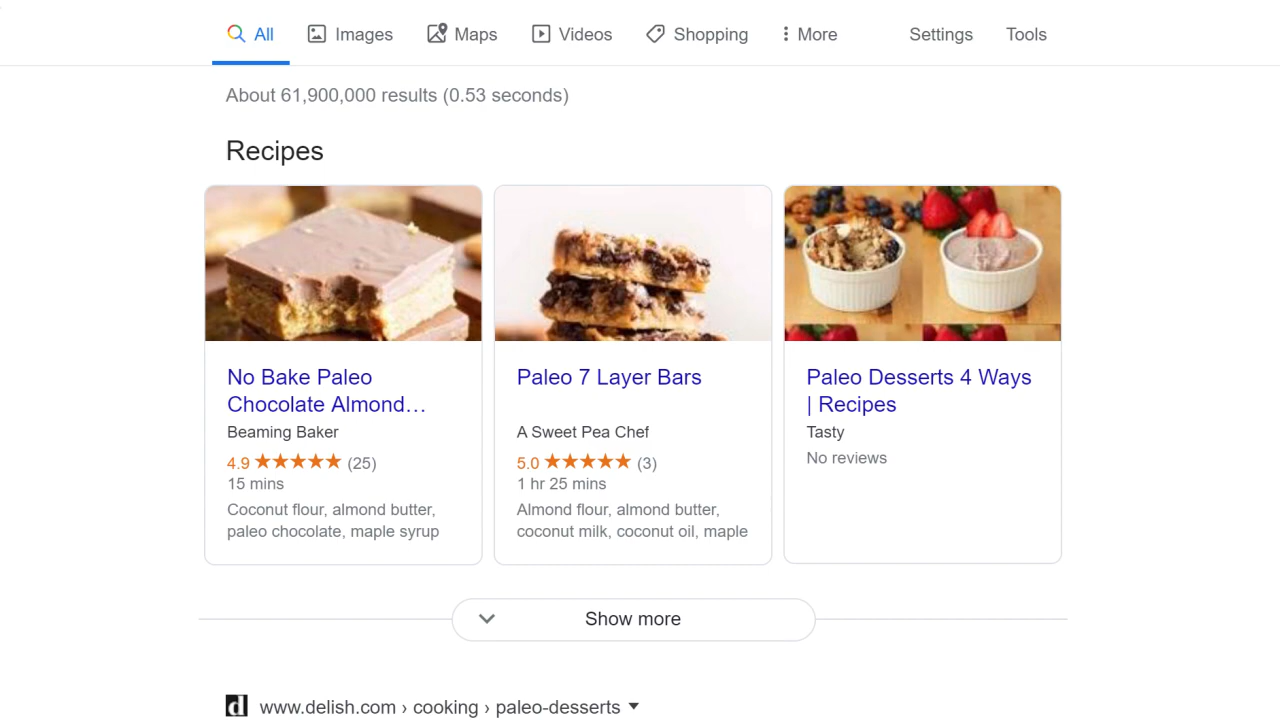 All Images Maps Videos Shopping More Settings Tools
About 61,900,000 results (0.53 seconds)
Recipes
No Bake Paleo
Chocolate Almond…
Beaming Baker
4.9 ★★★★★ (25)
15 mins
Coconut flour, almond butter,
paleo chocolate, maple syrup
Paleo 7 Layer Bars
A Sweet Pea Chef
5.0 ★★★★★ (3)
1 hr 25 mins
Almond flour, almond butter,
coconut milk, coconut oil, maple
Paleo Desserts 4 Ways
| Recipes
Tasty
No reviews
Show more
d www.delish.com › cooking › paleo-desserts